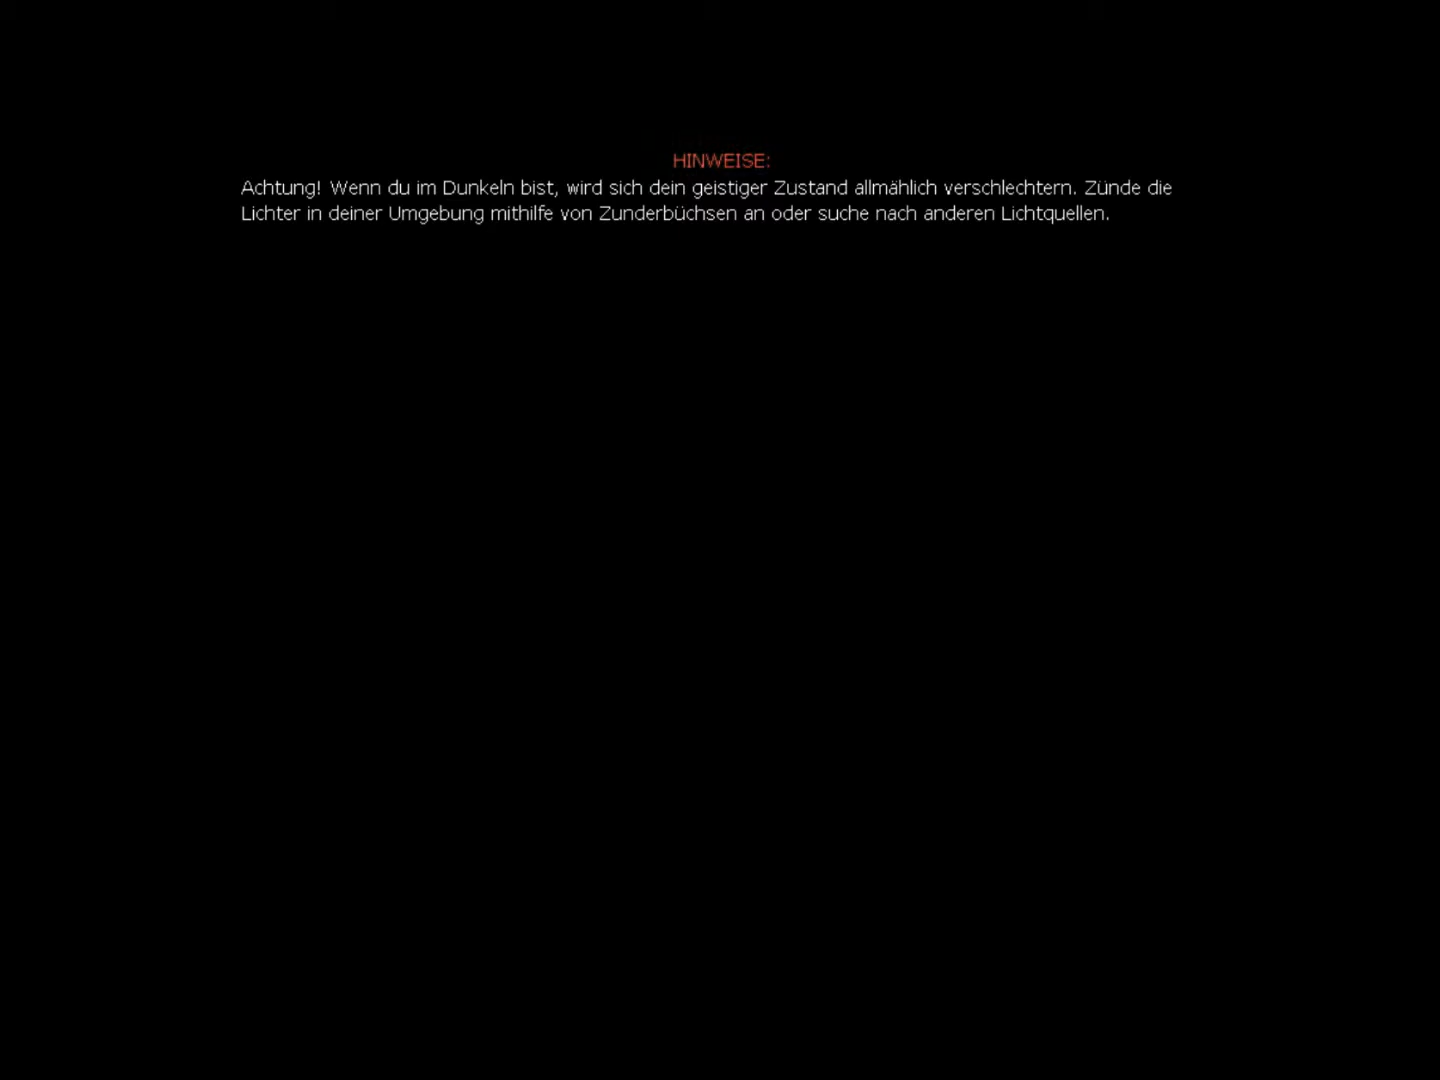 HINWEISE:
Achtung! Wenn du im Dunkeln bist, wird sich dein geistiger Zustand allmählich verschlechtern. Zünde die
Lichter in deiner Umgebung mithilfe von Zunderbüchsen an oder suche nach anderen Lichtquellen.